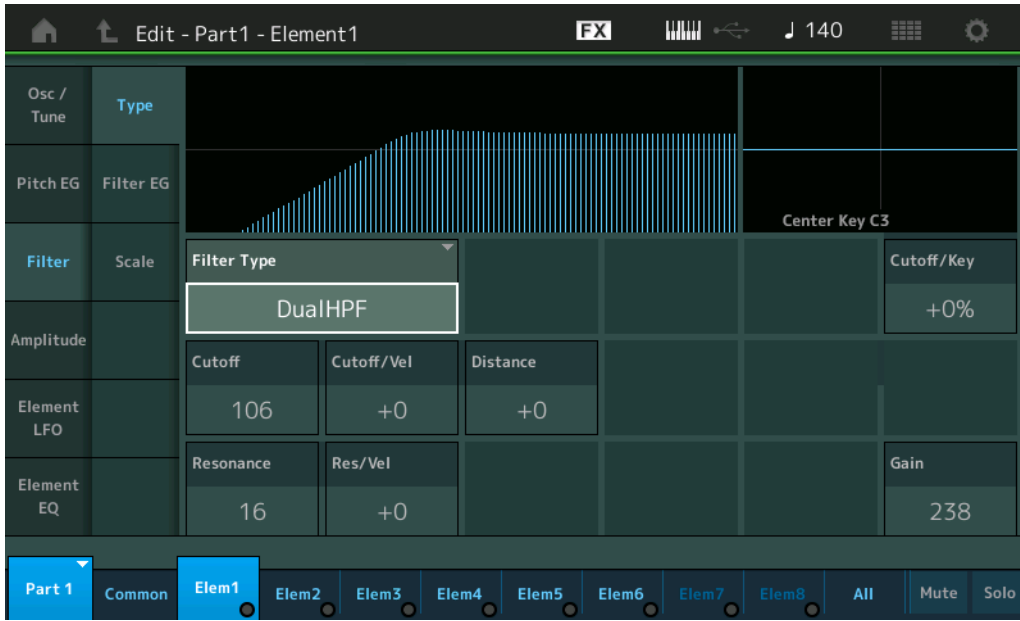 Edit - Part1 - Element1
FX
♩ 140
Osc /
Tune
Type
Pitch EG
Filter EG
Center Key C3
Filter
Scale
Filter Type
Cutoff/Key
DualHPF
+0%
Amplitude
Cutoff
Cutoff/Vel
Distance
106
+0
+0
Element
LFO
Resonance
Res/Vel
Gain
Element
EQ
16
+0
238
Part 1
Common
Elem1
Elem2
Elem3
Elem4
Elem5
Elem6
Elem7
Elem8
All
Mute
Solo